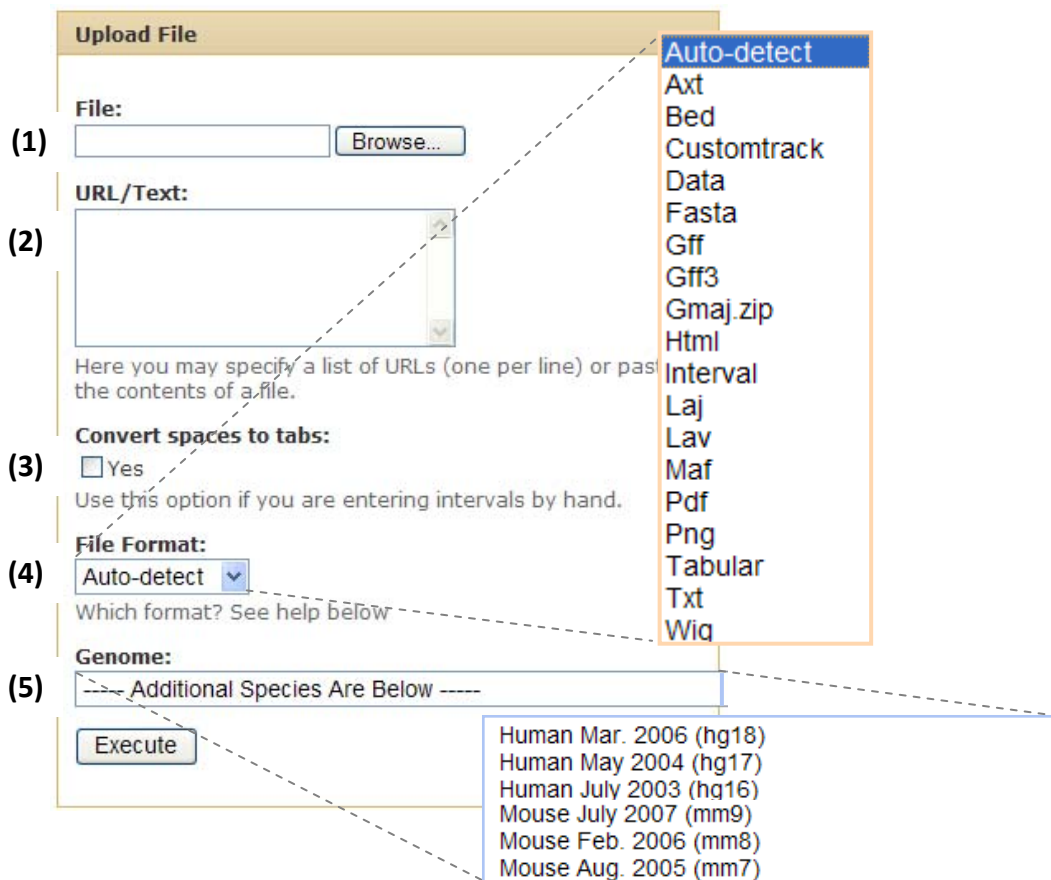 Upload File
File:
(1)
Browse...
URL/Text:
(2)
Here you may specify a list of URLs (one per line) or past
the contents of a file.
Convert spaces to tabs:
(3)
Yes
Use this option if you are entering intervals by hand.
File Format:
(4)
Auto-detect
Which format? See help below
Genome:
(5)
----- Additional Species Are Below -----
Execute
Auto-detect
Axt
Bed
Customtrack
Data
Fasta
Gff
Gff3
Gmaj.zip
Html
Interval
Laj
Lav
Maf
Pdf
Png
Tabular
Txt
Wig
Human Mar. 2006 (hg18)
Human May 2004 (hg17)
Human July 2003 (hg16)
Mouse July 2007 (mm9)
Mouse Feb. 2006 (mm8)
Mouse Aug. 2005 (mm7)